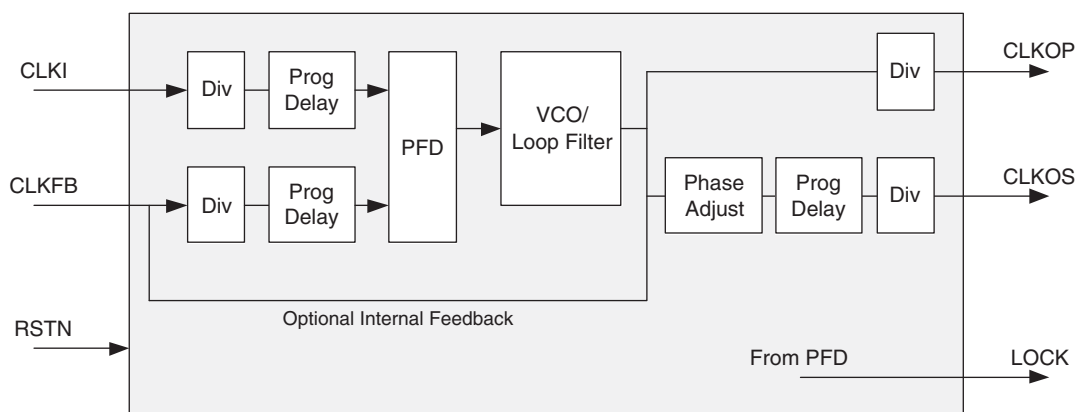 CLKI
Div
Prog
Delay
PFD
VCO/
Loop Filter
Div
CLKOP
CLKFB
Div
Prog
Delay
Phase
Adjust
Prog
Delay
Div
CLKOS
Optional Internal Feedback
RSTN
From PFD
LOCK